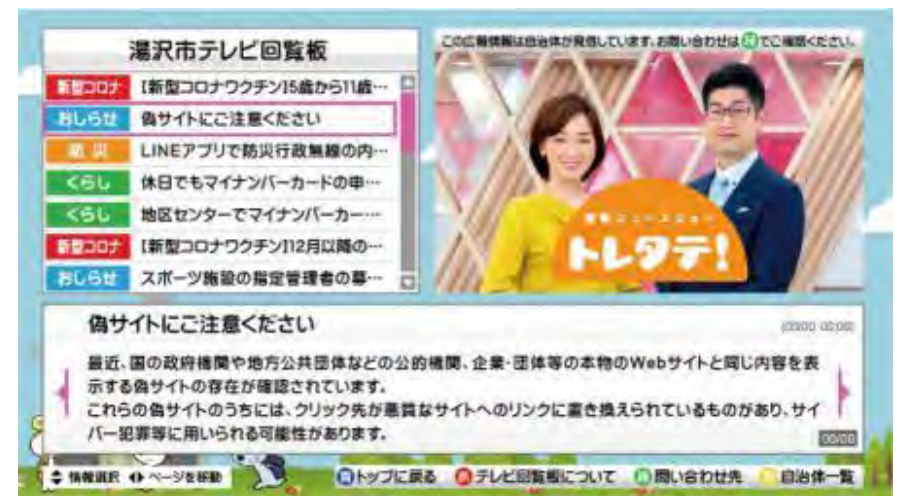 湯沢市テレビ回覧板
この広報情報は自治体が発信しています。お問い合わせは でご確認ください。
新型コロナ 【新型コロナワクチン】5歳から11歳…
おしらせ 偽サイトにご注意ください
防災 LINEアプリで防災行政無線の内…
くらし 休日でもマイナンバーカードの申…
くらし 地区センターでマイナンバーカー…
新型コロナ 【新型コロナワクチン】12月以降の…
おしらせ スポーツ施設の指定管理者の募…
トレタテ!
偽サイトにご注意ください
(00/00 00:00)
最近、国の政府機関や地方公共団体などの公的機関、企業・団体等の本物のWebサイトと同じ内容を表
示する偽サイトの存在が確認されています。
これらの偽サイトのうちには、クリック先が悪質なサイトへのリンクに置き換えられているものがあり、サイ
バー犯罪等に用いられる可能性があります。
00/00
情報選択 ページを移動 トップに戻る テレビ回覧板について 問い合わせ先 自治体一覧